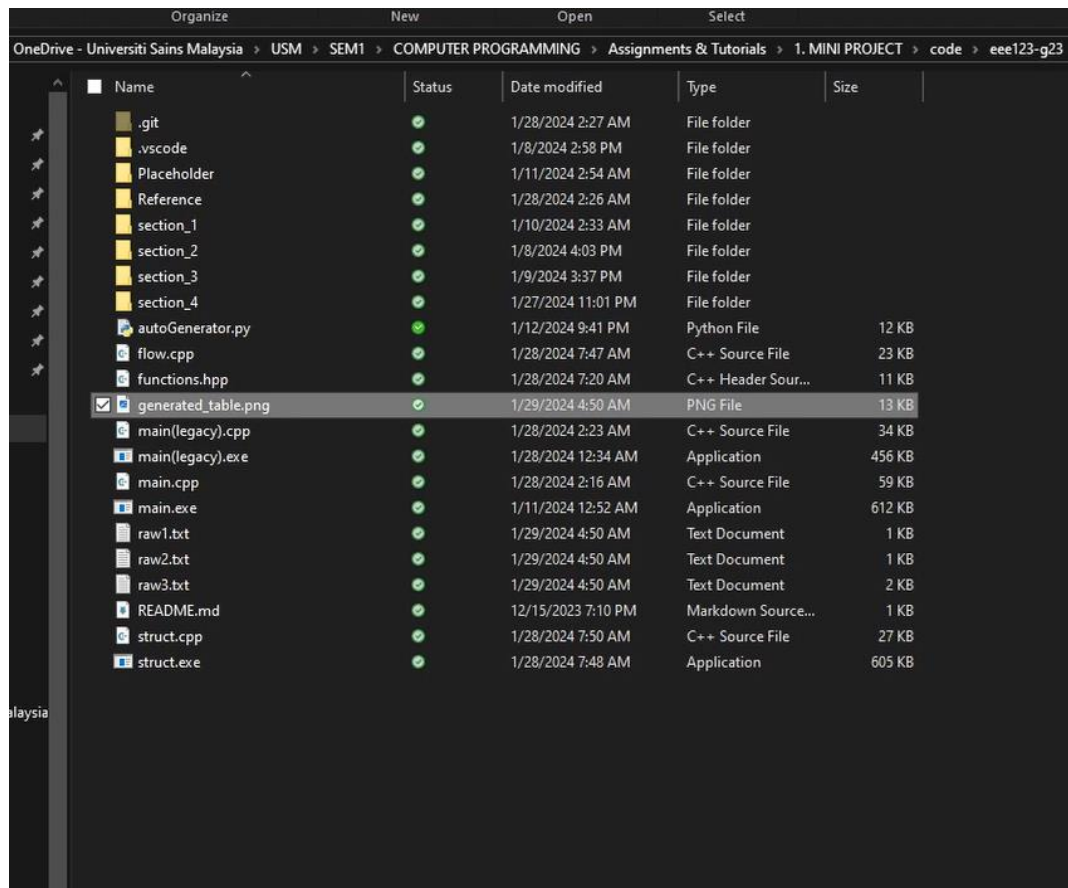 Organize New Open Select
OneDrive - Universiti Sains Malaysia > USM > SEM1 > COMPUTER PROGRAMMING > Assignments & Tutorials > 1. MINI PROJECT > code > eee123-g23
Name Status Date modified Type Size
.git 1/28/2024 2:27 AM File folder
.vscode 1/8/2024 2:58 PM File folder
Placeholder 1/11/2024 2:54 AM File folder
Reference 1/28/2024 2:26 AM File folder
section_1 1/10/2024 2:33 AM File folder
section_2 1/8/2024 4:03 PM File folder
section_3 1/9/2024 3:37 PM File folder
section_4 1/27/2024 11:01 PM File folder
autoGenerator.py 1/12/2024 9:41 PM Python File 12 KB
flow.cpp 1/28/2024 7:47 AM C++ Source File 23 KB
functions.hpp 1/28/2024 7:20 AM C++ Header Sour... 11 KB
generated_table.png 1/29/2024 4:50 AM PNG File 13 KB
main(legacy).cpp 1/28/2024 2:23 AM C++ Source File 34 KB
main(legacy).exe 1/28/2024 12:34 AM Application 456 KB
main.cpp 1/28/2024 2:16 AM C++ Source File 59 KB
main.exe 1/11/2024 12:52 AM Application 612 KB
raw1.txt 1/29/2024 4:50 AM Text Document 1 KB
raw2.txt 1/29/2024 4:50 AM Text Document 1 KB
raw3.txt 1/29/2024 4:50 AM Text Document 2 KB
README.md 12/15/2023 7:10 PM Markdown Source... 1 KB
struct.cpp 1/28/2024 7:50 AM C++ Source File 27 KB
struct.exe 1/28/2024 7:48 AM Application 605 KB
alaysia